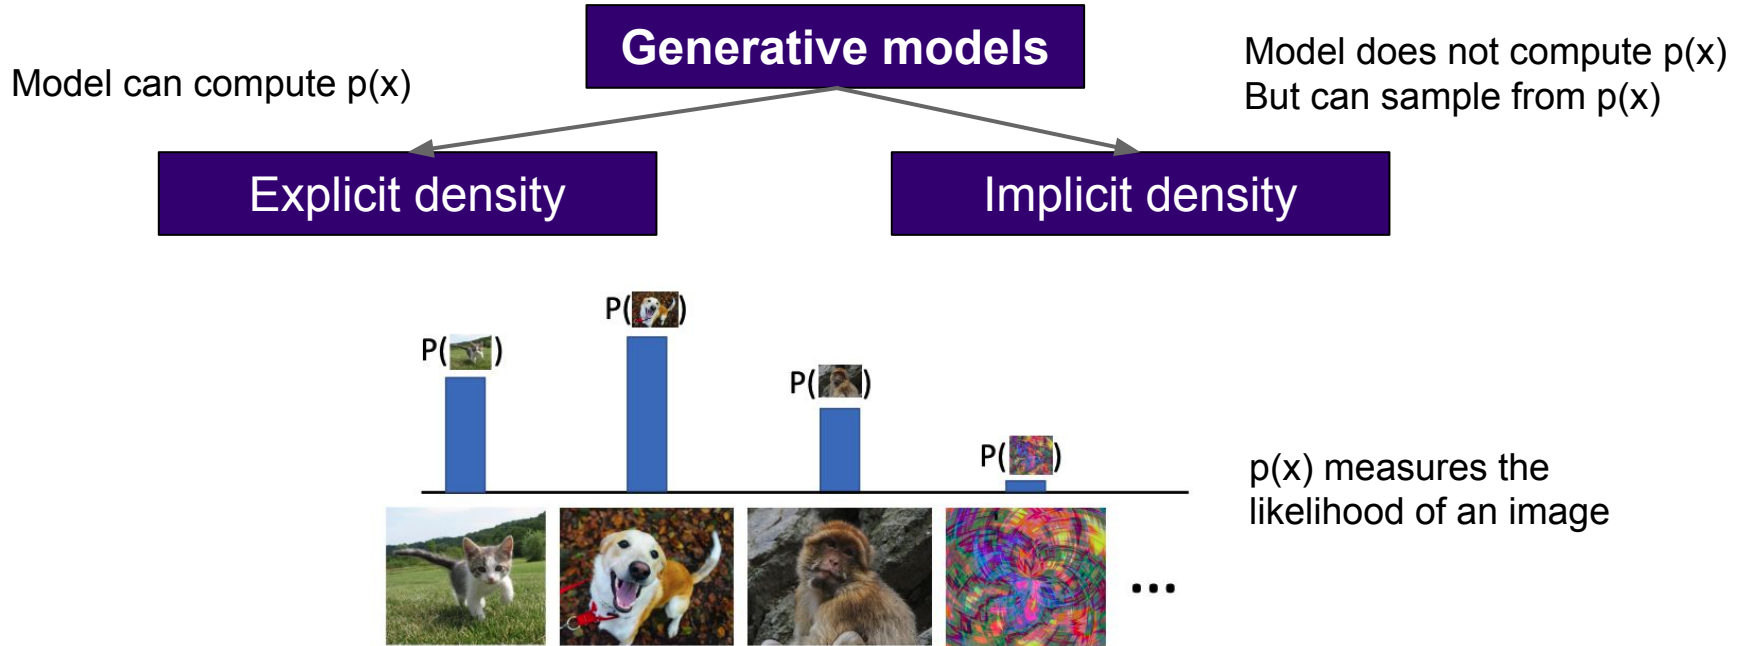 Generative models
Model can compute p(x)
Model does not compute p(x)
But can sample from p(x)
Explicit density
Implicit density
P( )
P( )
P( )
P( )
p(x) measures the
likelihood of an image
...